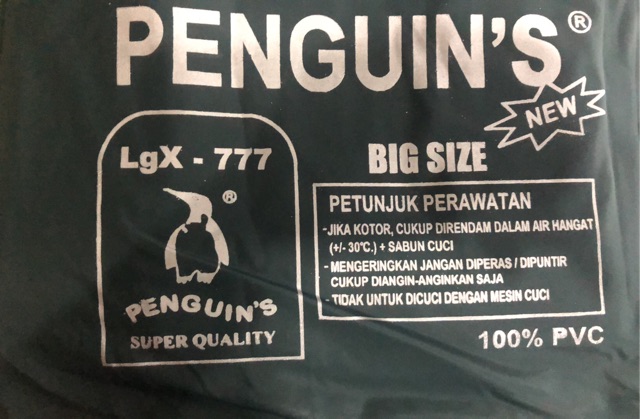 PENGUIN'S ®
NEW
LgX - 777
®
PENGUIN'S
SUPER QUALITY
BIG SIZE
PETUNJUK PERAWATAN
-JIKA KOTOR, CUKUP DIRENDAM DALAM AIR HANGAT
(+/- 30°C.) + SABUN CUCI
- MENGERINGKAN JANGAN DIPERAS / DIPUNTIR
CUKUP DIANGIN-ANGINKAN SAJA
- TIDAK UNTUK DICUCI DENGAN MESIN CUCI
100% PVC